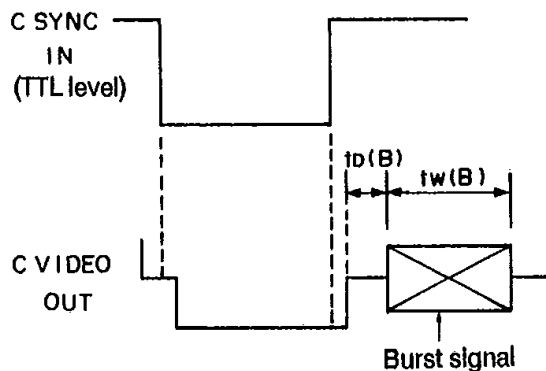 C SYNC
IN
(TTL level)
tD(B)
tW(B)
C VIDEO
OUT
Burst signal